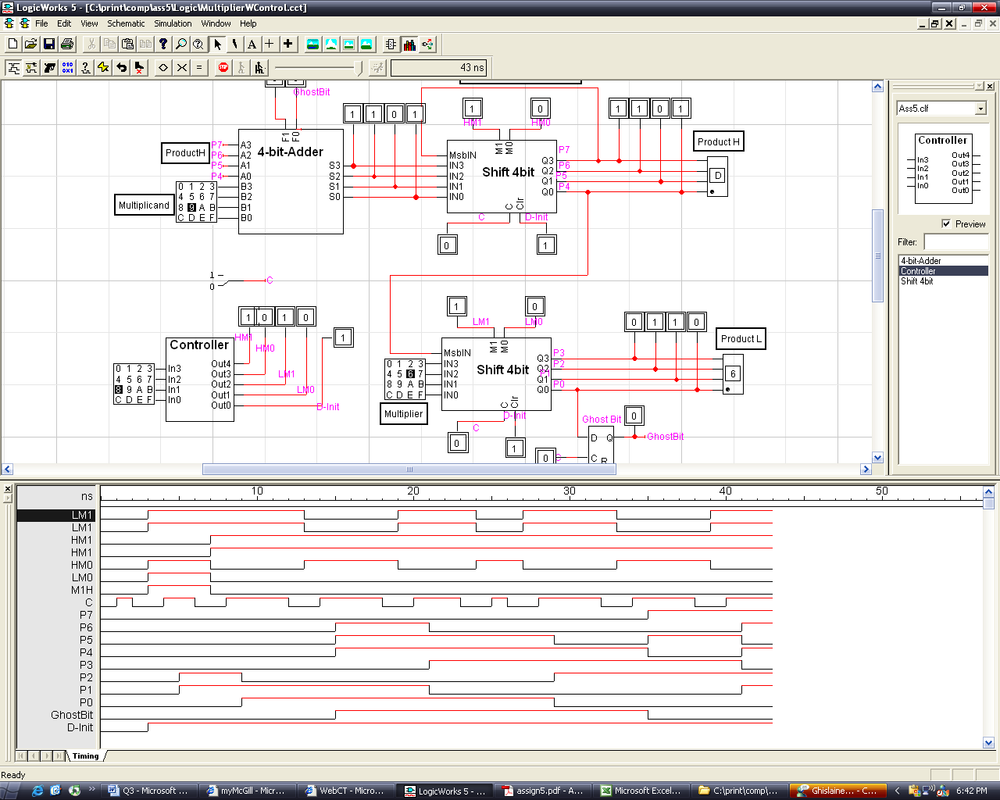 LogicWorks 5 - [C:\print\comp\ass5\Logic\MultiplierWControl.cct]
File Edit View Schematic Simulation Window Help
43 ns
GhostBit
1 1 0 1
1 0
HM1 HM0
1 1 0 1
ProductH
P7 P6 P5 P4
A3 A2 A1 A0 B3 B2 B1 B0
F1 F0
4-bit-Adder
S3 S2 S1 S0
Multiplicand
0 1 2 3
4 5 6 7
8 9 A B
C D E F
MsbIN
IN3
IN2
IN1
IN0
M1 M0
Shift 4bit
C Clr
Q3 Q2 Q1 Q0
P7 P6 P5 P4
Product H
D
C D-Init
0 1
1
0
C
1 0 1 0
1
HM1 HM0 LM1 LM0 D-Init
Controller
In3 In2 In1 In0
Out4 Out3 Out2 Out1 Out0
0 1 2 3
4 5 6 7
8 9 A B
C D E F
1 0
LM1 LM0
MsbIN
IN3
IN2
IN1
IN0
M1 M0
Shift 4bit
C Clr
Q3 Q2 Q1 Q0
P3 P2 P1 P0
0 1 1 0
Product L
6
0 1 2 3
4 5 6 7
8 9 A B
C D E F
Multiplier
C D-Init
0 1
Ghost Bit
0
D Q
C R
0 C
GhostBit
Ass5.clf
Controller
In3 In2 In1 In0
Out4 Out3 Out2 Out1 Out0
Preview
Filter:
4-bit-Adder
Controller
Shift 4bit
ns 10 20 30 40 50
LM1
LM1
HM1
HM1
HM0
LM0
M1H
C
P7
P6
P5
P4
P3
P2
P1
P0
GhostBit
D-Init
Timing
Ready
start Q3 - Microsoft ... myMcGill - Micr... WebCT - Micro... LogicWorks 5 - ... assign5.pdf - A... Microsoft Excel... C:\print\comp\... Ghislaine... - C... 6:42 PM